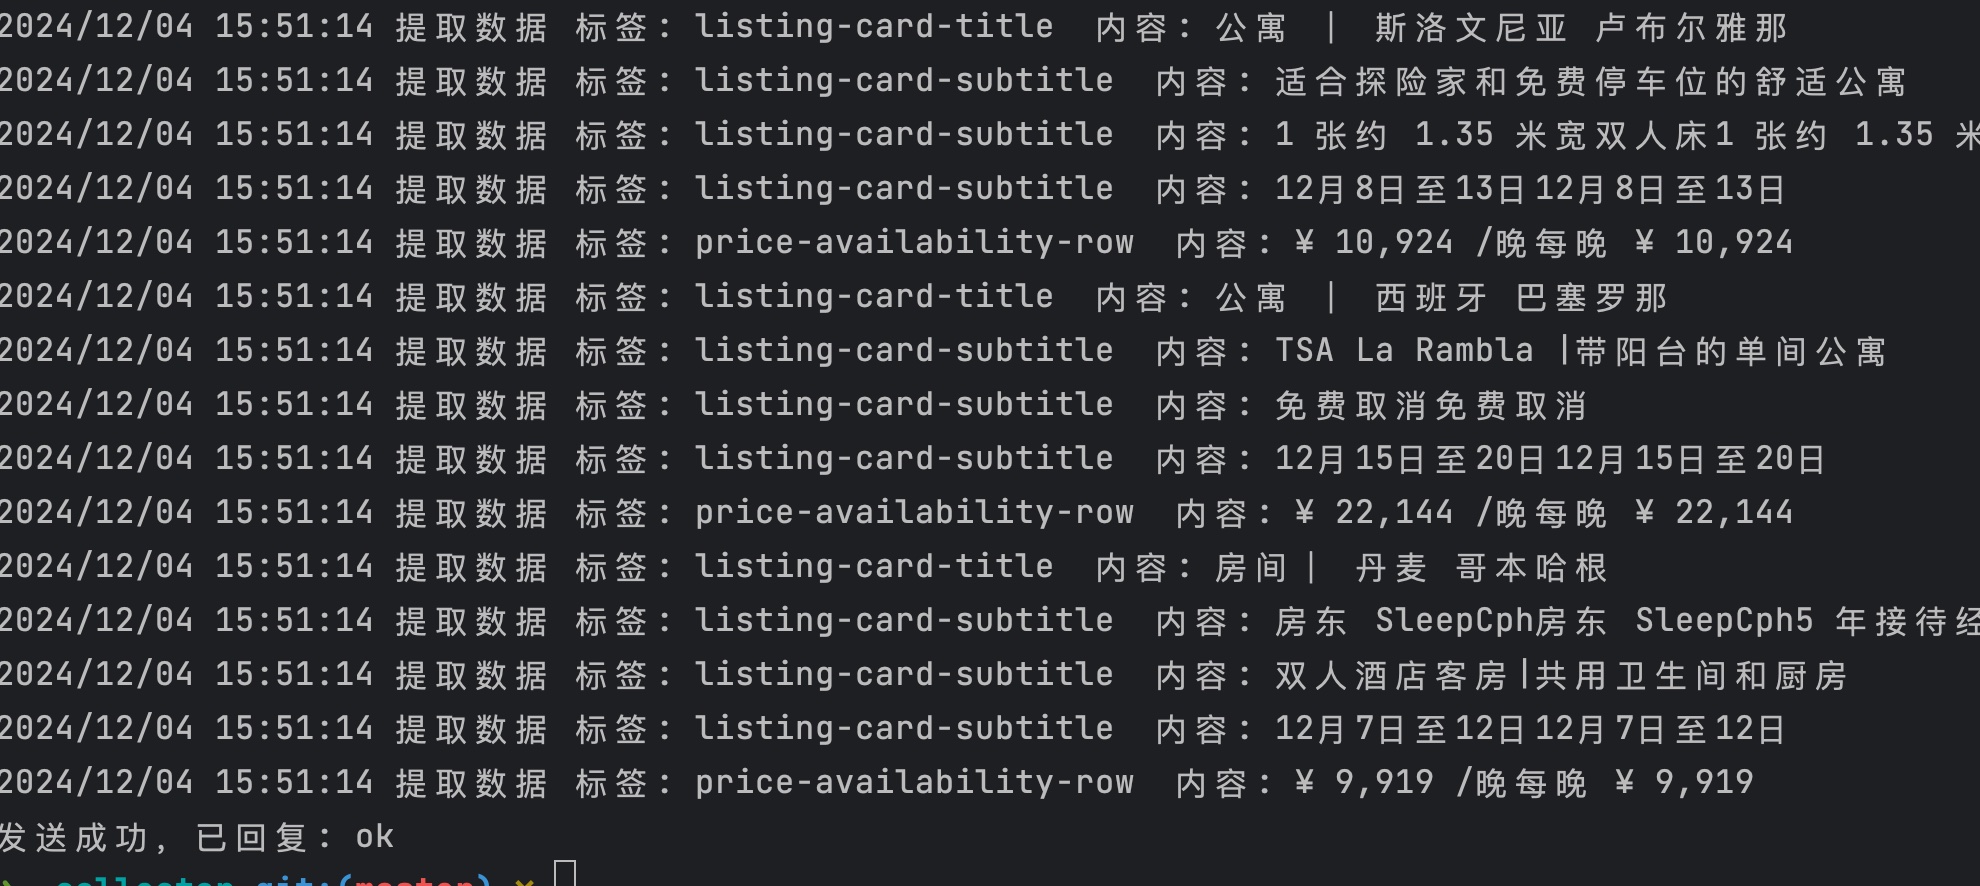 2024/12/04 15:51:14 提取数据 标签: listing-card-title  内容: 公寓 | 斯洛文尼亚 卢布尔雅那
2024/12/04 15:51:14 提取数据 标签: listing-card-subtitle  内容: 适合探险家和免费停车位的舒适公寓
2024/12/04 15:51:14 提取数据 标签: listing-card-subtitle  内容: 1 张约 1.35 米宽双人床1 张约 1.35 米
2024/12/04 15:51:14 提取数据 标签: listing-card-subtitle  内容: 12月8日至13日12月8日至13日
2024/12/04 15:51:14 提取数据 标签: price-availability-row  内容: ¥ 10,924 /晚每晚 ¥ 10,924
2024/12/04 15:51:14 提取数据 标签: listing-card-title  内容: 公寓 | 西班牙 巴塞罗那
2024/12/04 15:51:14 提取数据 标签: listing-card-subtitle  内容: TSA La Rambla |带阳台的单间公寓
2024/12/04 15:51:14 提取数据 标签: listing-card-subtitle  内容: 免费取消免费取消
2024/12/04 15:51:14 提取数据 标签: listing-card-subtitle  内容: 12月15日至20日12月15日至20日
2024/12/04 15:51:14 提取数据 标签: price-availability-row  内容: ¥ 22,144 /晚每晚 ¥ 22,144
2024/12/04 15:51:14 提取数据 标签: listing-card-title  内容: 房间| 丹麦 哥本哈根
2024/12/04 15:51:14 提取数据 标签: listing-card-subtitle  内容: 房东 SleepCph房东 SleepCph5 年接待经
2024/12/04 15:51:14 提取数据 标签: listing-card-subtitle  内容: 双人酒店客房|共用卫生间和厨房
2024/12/04 15:51:14 提取数据 标签: listing-card-subtitle  内容: 12月7日至12日12月7日至12日
2024/12/04 15:51:14 提取数据 标签: price-availability-row  内容: ¥ 9,919 /晚每晚 ¥ 9,919
发送成功, 已回复: ok
collector git:(master)